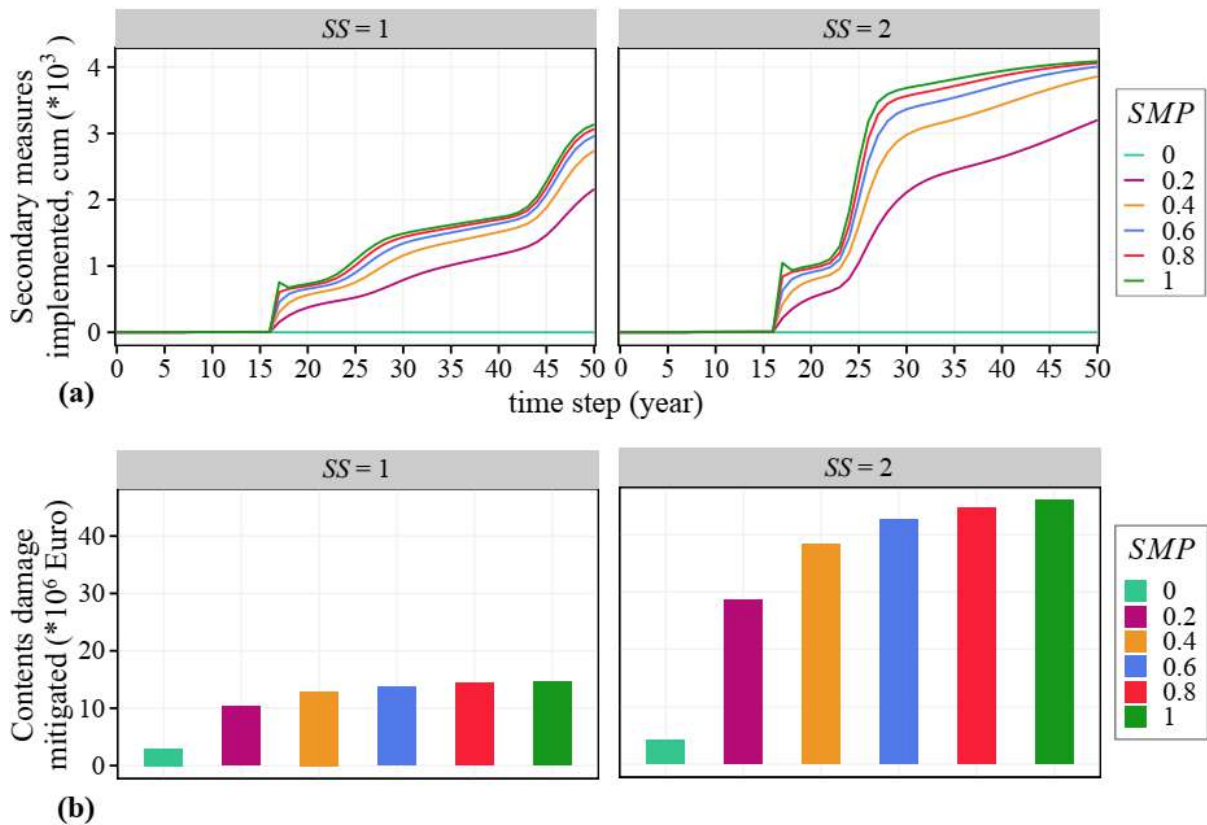 SS = 1
SS = 2
Secondary measures
implemented, cum (*10³ )
4
3
2
1
0
0 5 10 15 20 25 30 35 40 45 50
0 5 10 15 20 25 30 35 40 45 50
time step (year)
(a)
SMP
0
0.2
0.4
0.6
0.8
1
SS = 1
SS = 2
Contents damage
mitigated (*10⁶ Euro)
40
30
20
10
0
SMP
0
0.2
0.4
0.6
0.8
1
(b)